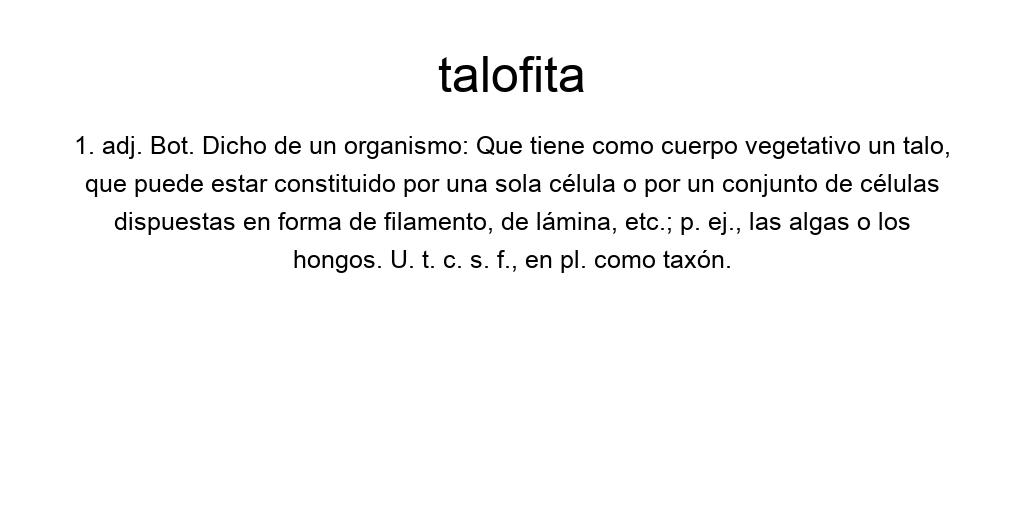 talofita
1. adj. Bot. Dicho de un organismo: Que tiene como cuerpo vegetativo un talo,
que puede estar constituido por una sola célula o por un conjunto de células
dispuestas en forma de filamento, de lámina, etc.; p. ej., las algas o los
hongos. U. t. c. s. f., en pl. como taxón.